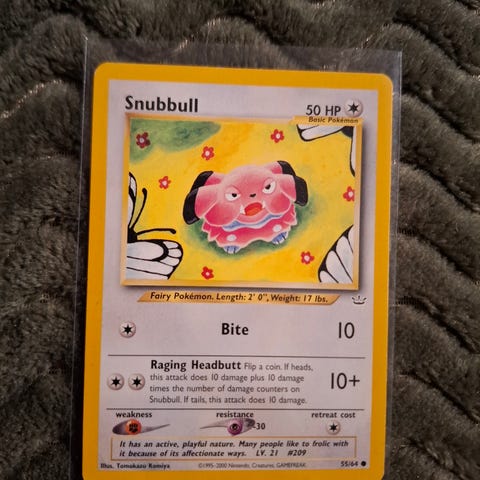 Snubbull
50 HP
Basic Pokémon
Fairy Pokémon. Length: 2' 0", Weight: 17 lbs.
Bite 10
Raging Headbutt Flip a coin. If heads,
this attack does 10 damage plus 10 damage
times the number of damage counters on
Snubbull. If tails, this attack does 10 damage.
10+
weakness resistance retreat cost
-30
It has an active, playful nature. Many people like to frolic with
it because of its affectionate ways. LV. 21 #209
Illus. Tomokazu Komiya ©1995-2000 Nintendo, Creatures, GAMEFREAK. 55/64